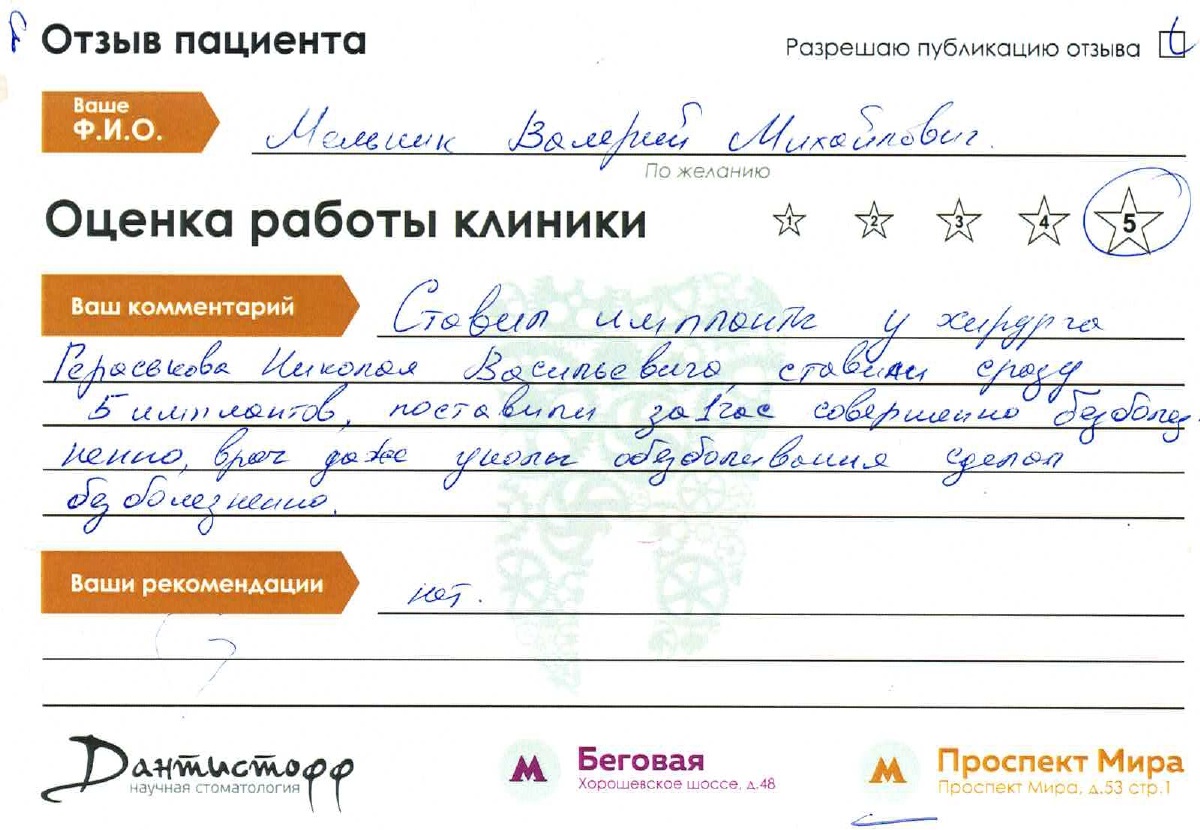 Отзыв пациента
Разрешаю публикацию отзыва
Ваше
Ф.И.О.
Мельник Валерий Михайлович.
По желанию
Оценка работы клиники
1 2 3 4 5
Ваш комментарий
Ставил импланты у хирурга
Гераськова Николая Васильевича, ставили сразу
5 имплантов, поставили за 1 час совершенно безболез
ненно, врач даже уколы обезболивания сделал
безболезненно.
Ваши рекомендации
нет.
Дантистофф
научная стоматология
М Беговая
Хорошевское шоссе, д.48
М Проспект Мира
Проспект Мира, д.53 стр.1